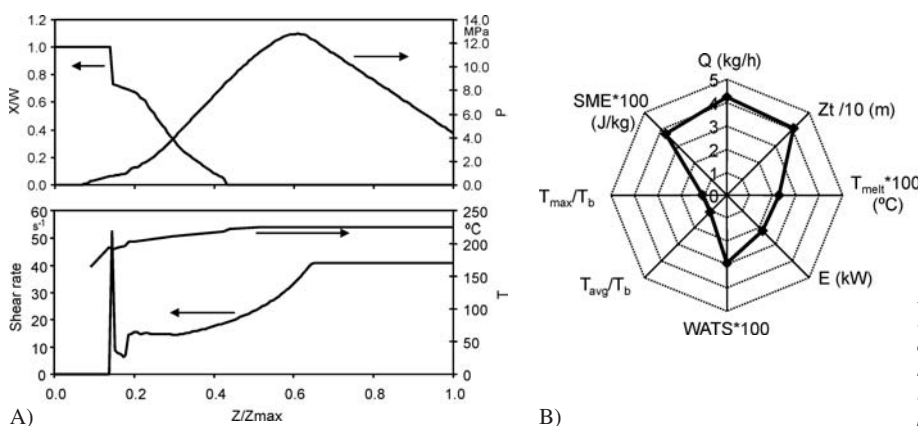 1.2
1.0
0.8
0.6
0.4
0.2
0.0
X/W
14.0
MPa
12.0
10.0
8.0
6.0
4.0
2.0
0.0
P
60
s-1
50
40
30
20
10
0
Shear rate
250
ºC
200
150
100
50
0
T
0.0 0.2 0.4 0.6 0.8 1.0
Z/Zmax
A)
Q (kg/h)
5
4
3
2
1
0
Zt /10 (m)
Tmelt*100
(ºC)
E (kW)
WATS*100
Tavg/Tb
Tmax/Tb
SME*100
(J/kg)
B)